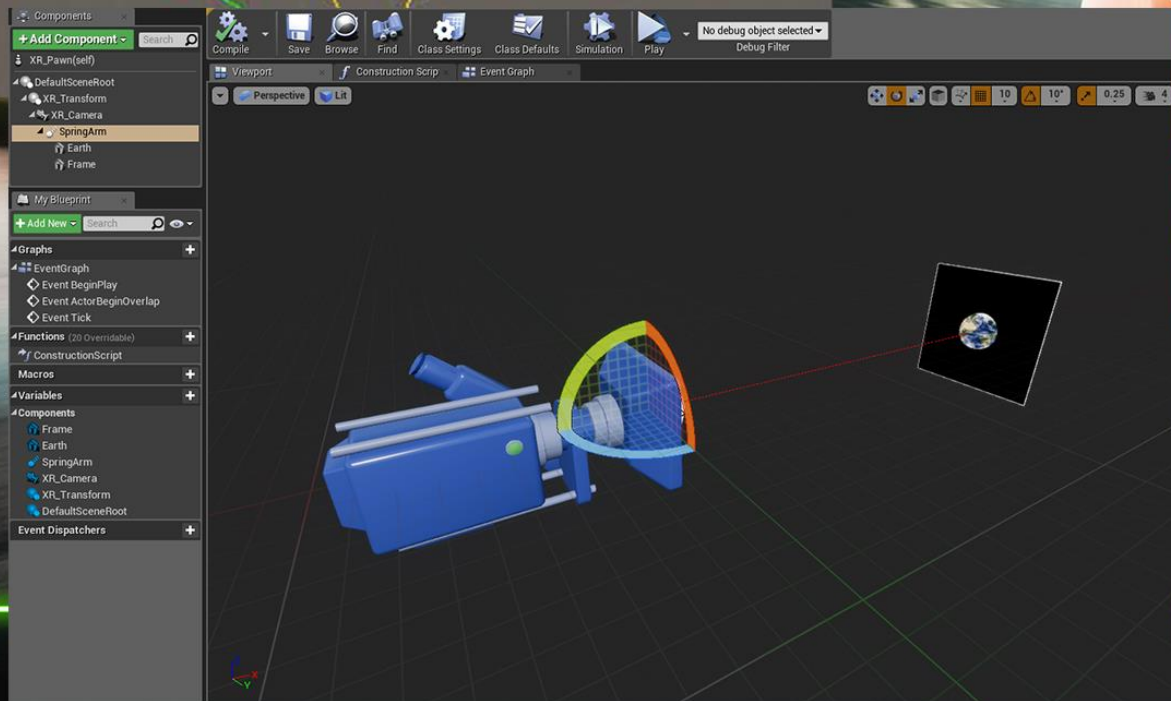 Components
+Add Component
Search
XR_Pawn(self)
DefaultSceneRoot
XR_Transform
XR_Camera
SpringArm
Earth
Frame
My Blueprint
+Add New
Search
Graphs
EventGraph
Event BeginPlay
Event ActorBeginOverlap
Event Tick
Functions (20 Overridable)
ConstructionScript
Macros
Variables
Components
Frame
Earth
SpringArm
XR_Camera
XR_Transform
DefaultSceneRoot
Event Dispatchers
Compile
Save
Browse
Find
Class Settings
Class Defaults
Simulation
Play
No debug object selected
Debug Filter
Viewport
Construction Scrip
Event Graph
Perspective
Lit
10
10°
0.25
4
X
Y